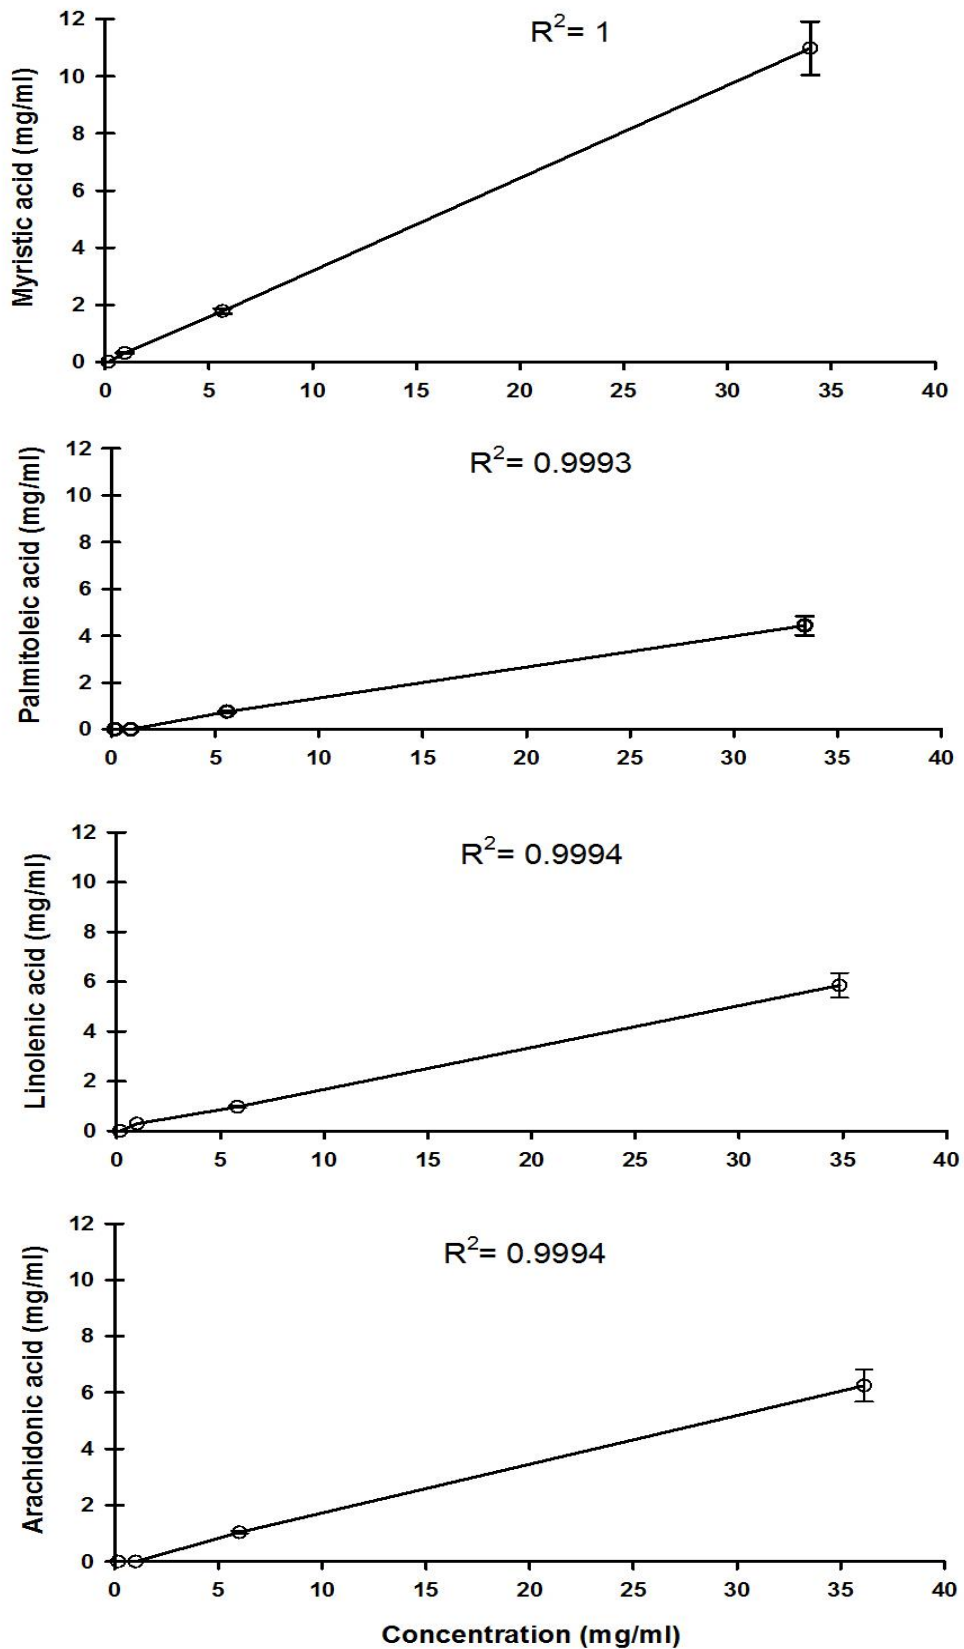 R²= 1
Myristic acid (mg/ml)
12
10
8
6
4
2
0
0 5 10 15 20 25 30 35 40
R²= 0.9993
Palmitoleic acid (mg/ml)
12
10
8
6
4
2
0
0 5 10 15 20 25 30 35 40
R²= 0.9994
Linolenic acid (mg/ml)
12
10
8
6
4
2
0
0 5 10 15 20 25 30 35 40
R²= 0.9994
Arachidonic acid (mg/ml)
12
10
8
6
4
2
0
0 5 10 15 20 25 30 35 40
Concentration (mg/ml)